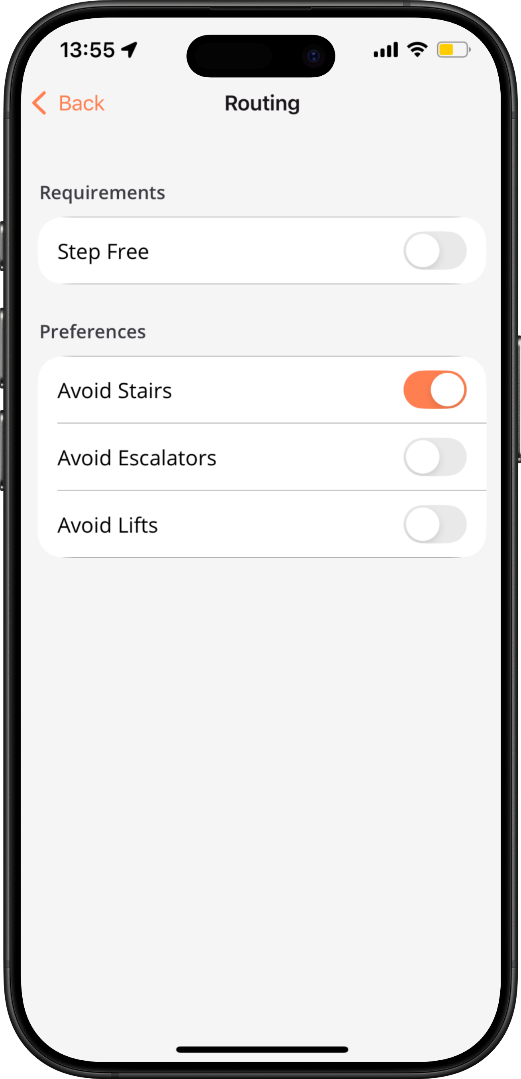 13:55
Back
Routing
Requirements
Step Free
Preferences
Avoid Stairs
Avoid Escalators
Avoid Lifts